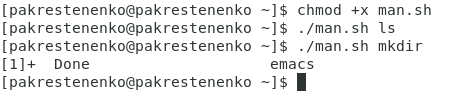 [pakrestenenko@pakrestenenko ~]$ chmod +x man.sh
[pakrestenenko@pakrestenenko ~]$ ./man.sh ls
[pakrestenenko@pakrestenenko ~]$ ./man.sh mkdir
[1]+  Done                    emacs
[pakrestenenko@pakrestenenko ~]$